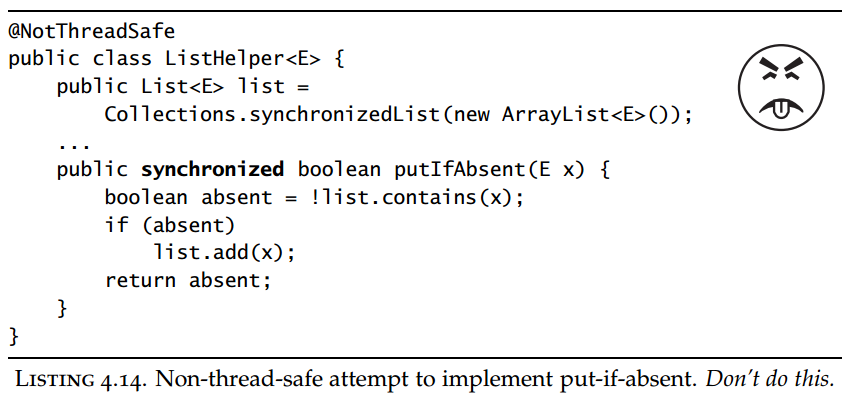 @NotThreadSafe
public class ListHelper<E> {
    public List<E> list =
        Collections.synchronizedList(new ArrayList<E>());
    ...
    public synchronized boolean putIfAbsent(E x) {
        boolean absent = !list.contains(x);
        if (absent)
            list.add(x);
        return absent;
    }
}
LISTING 4.14. Non-thread-safe attempt to implement put-if-absent. Don't do this.